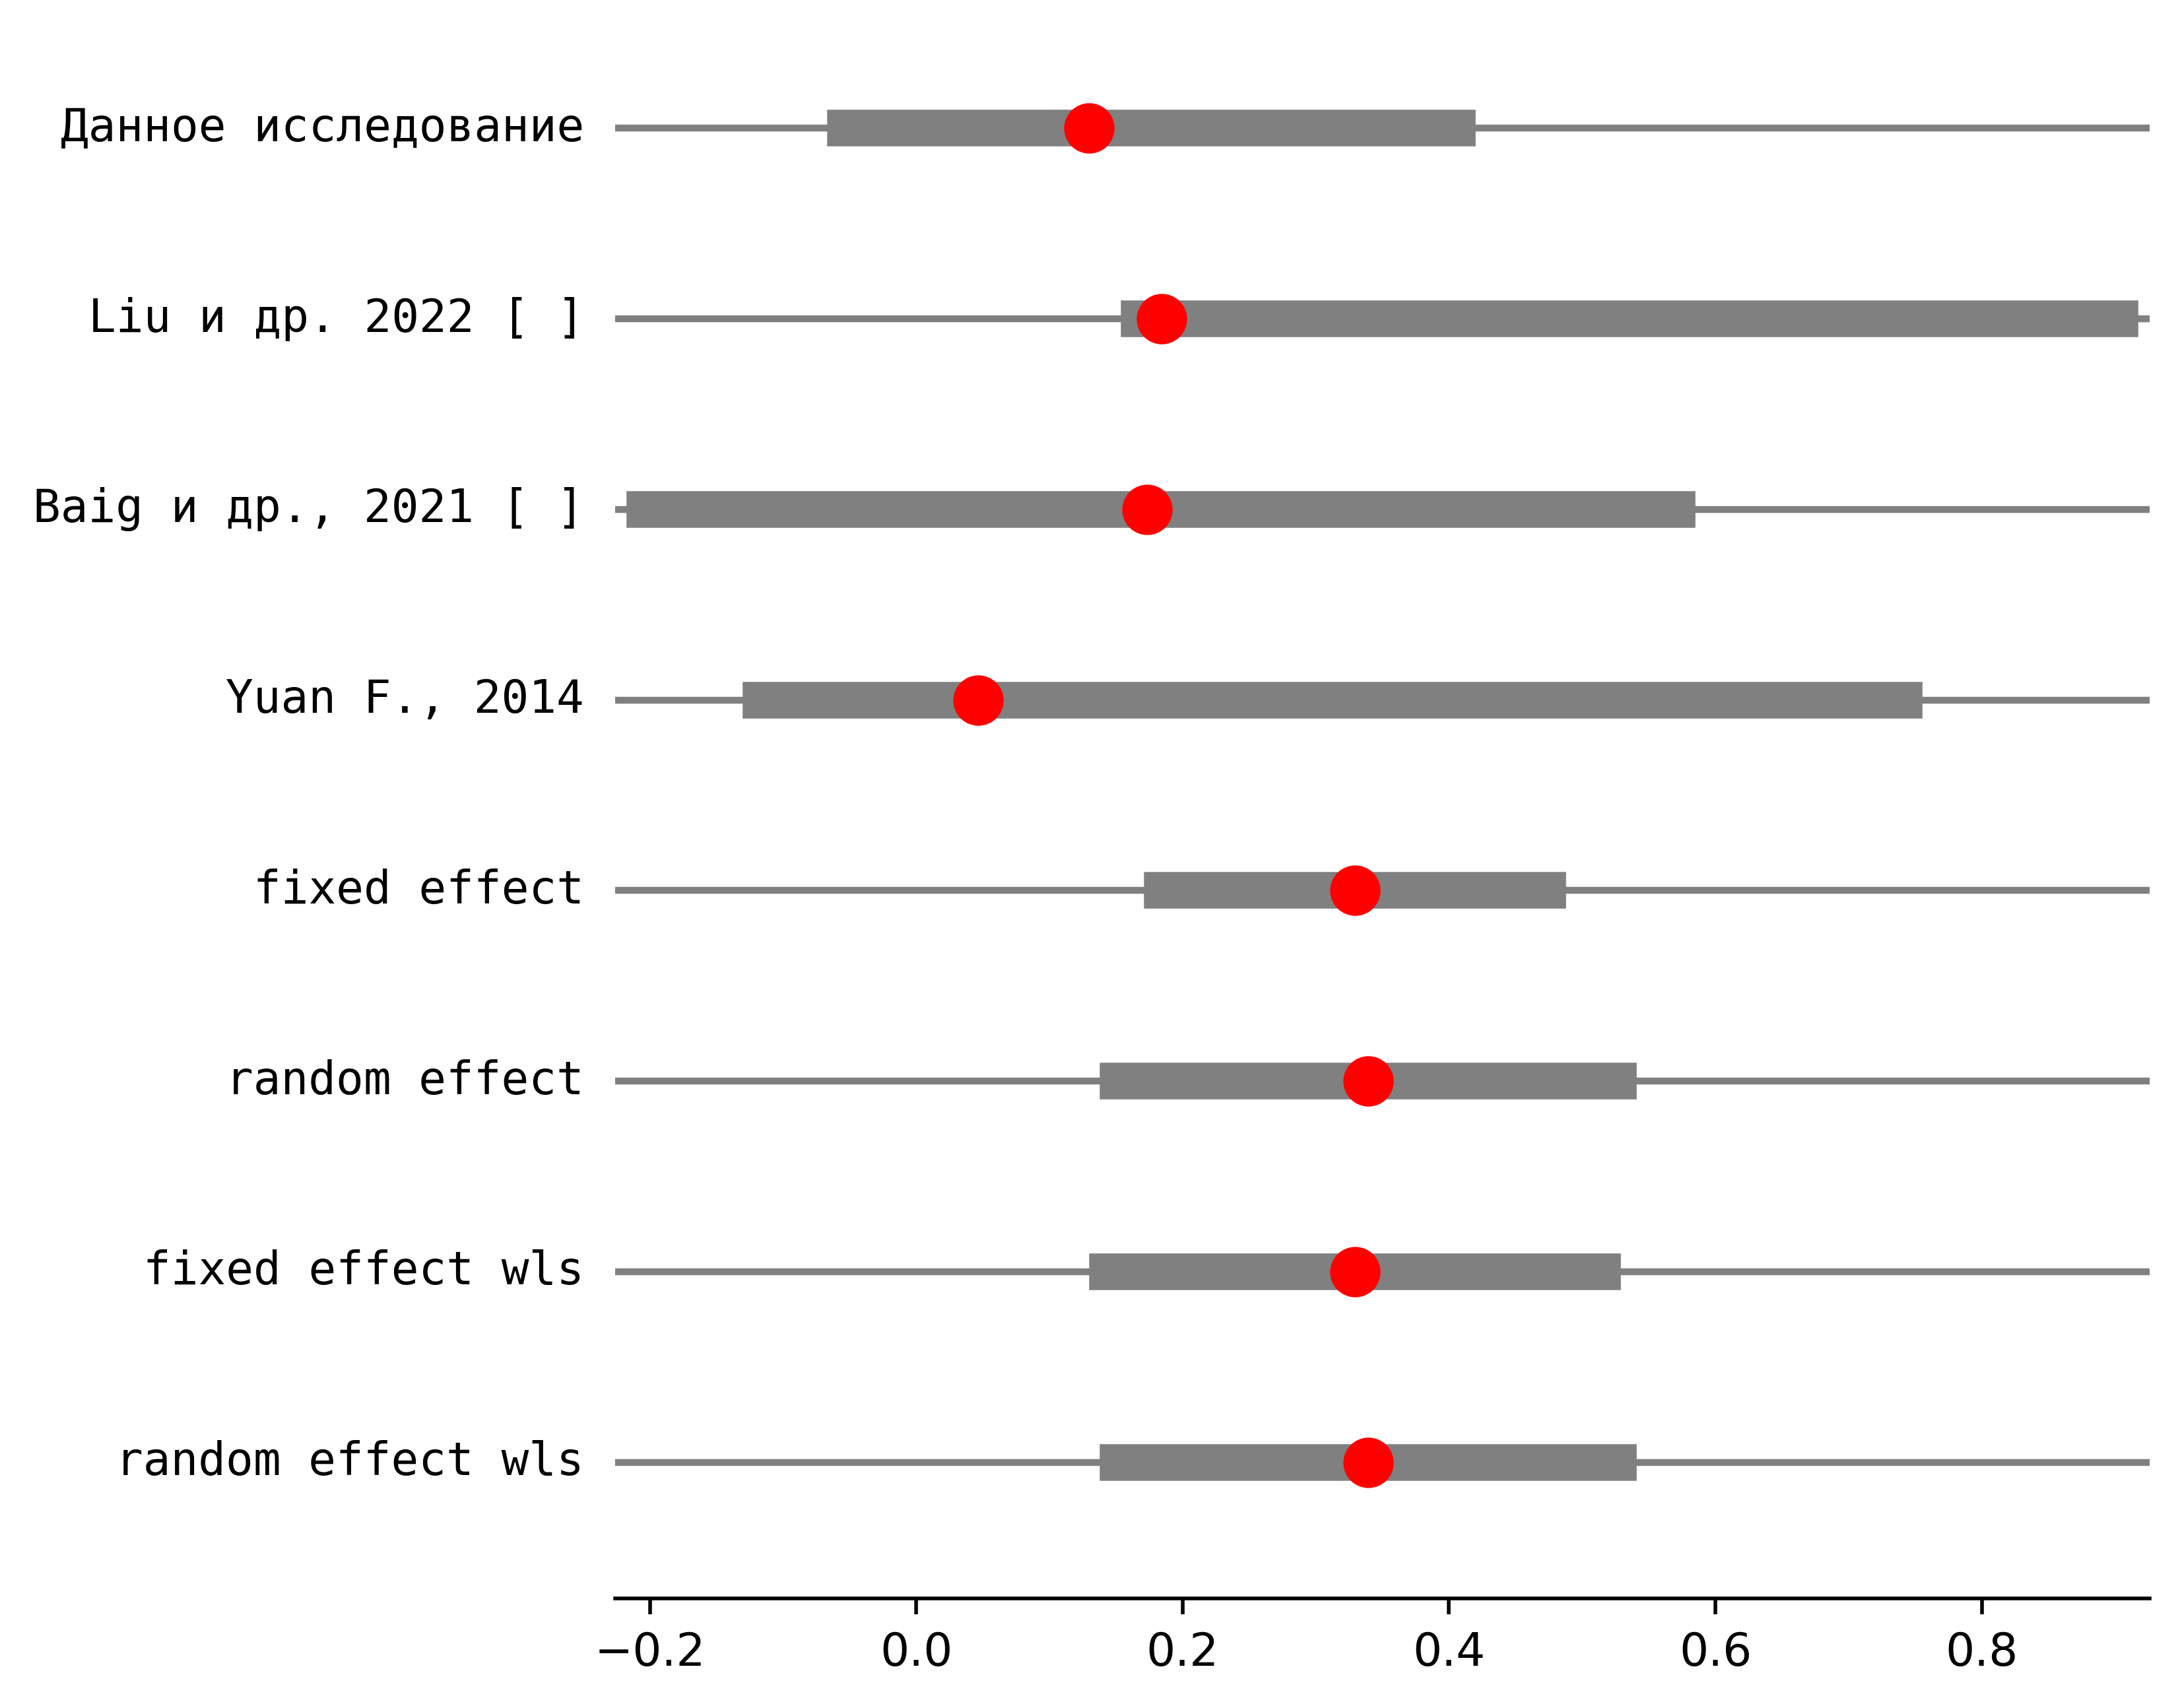 Данное исследование
Liu и др. 2022 [ ]
Baig и др., 2021 [ ]
Yuan F., 2014
fixed effect
random effect
fixed effect wls
random effect wls
−0.2 0.0 0.2 0.4 0.6 0.8